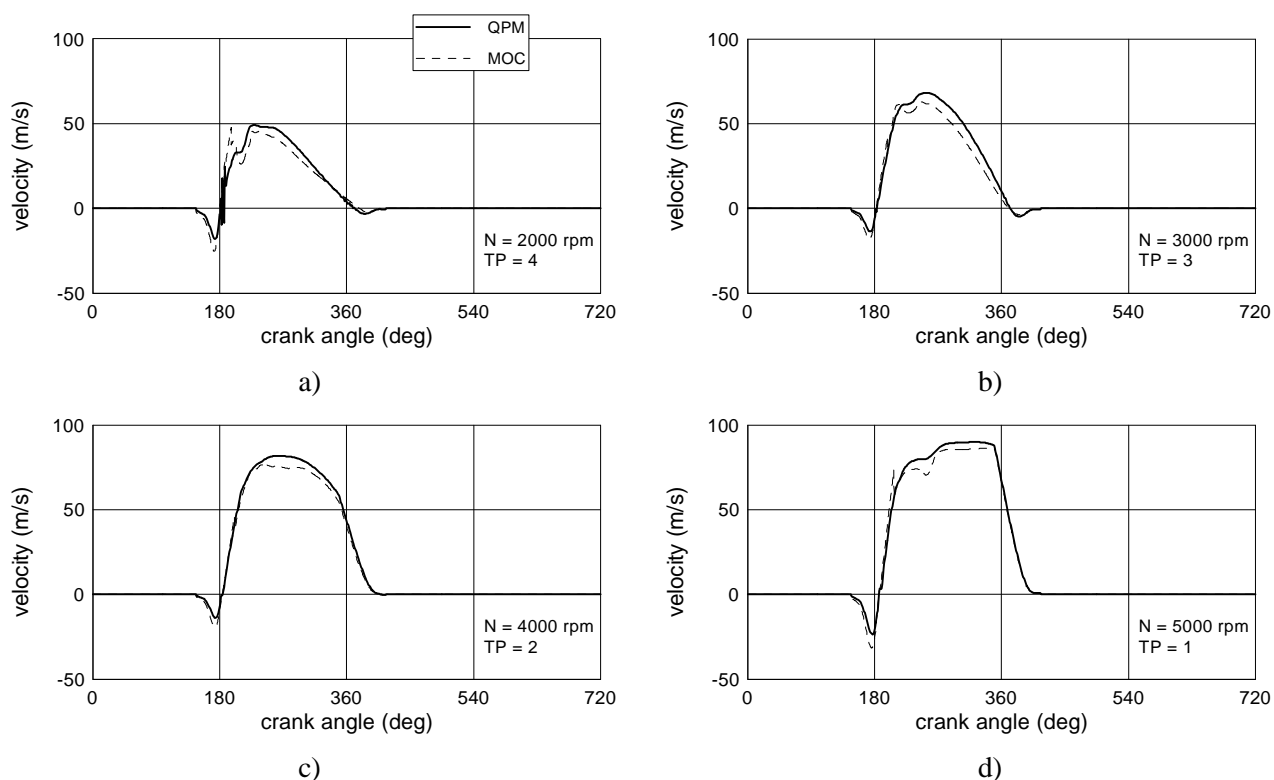 QPM
MOC
100
50
0
-50
velocity (m/s)
0
180
360
540
720
crank angle (deg)
N = 2000 rpm
TP = 4
a)
100
50
0
-50
velocity (m/s)
0
180
360
540
720
crank angle (deg)
N = 3000 rpm
TP = 3
b)
100
50
0
-50
velocity (m/s)
0
180
360
540
720
crank angle (deg)
N = 4000 rpm
TP = 2
c)
100
50
0
-50
velocity (m/s)
0
180
360
540
720
crank angle (deg)
N = 5000 rpm
TP = 1
d)